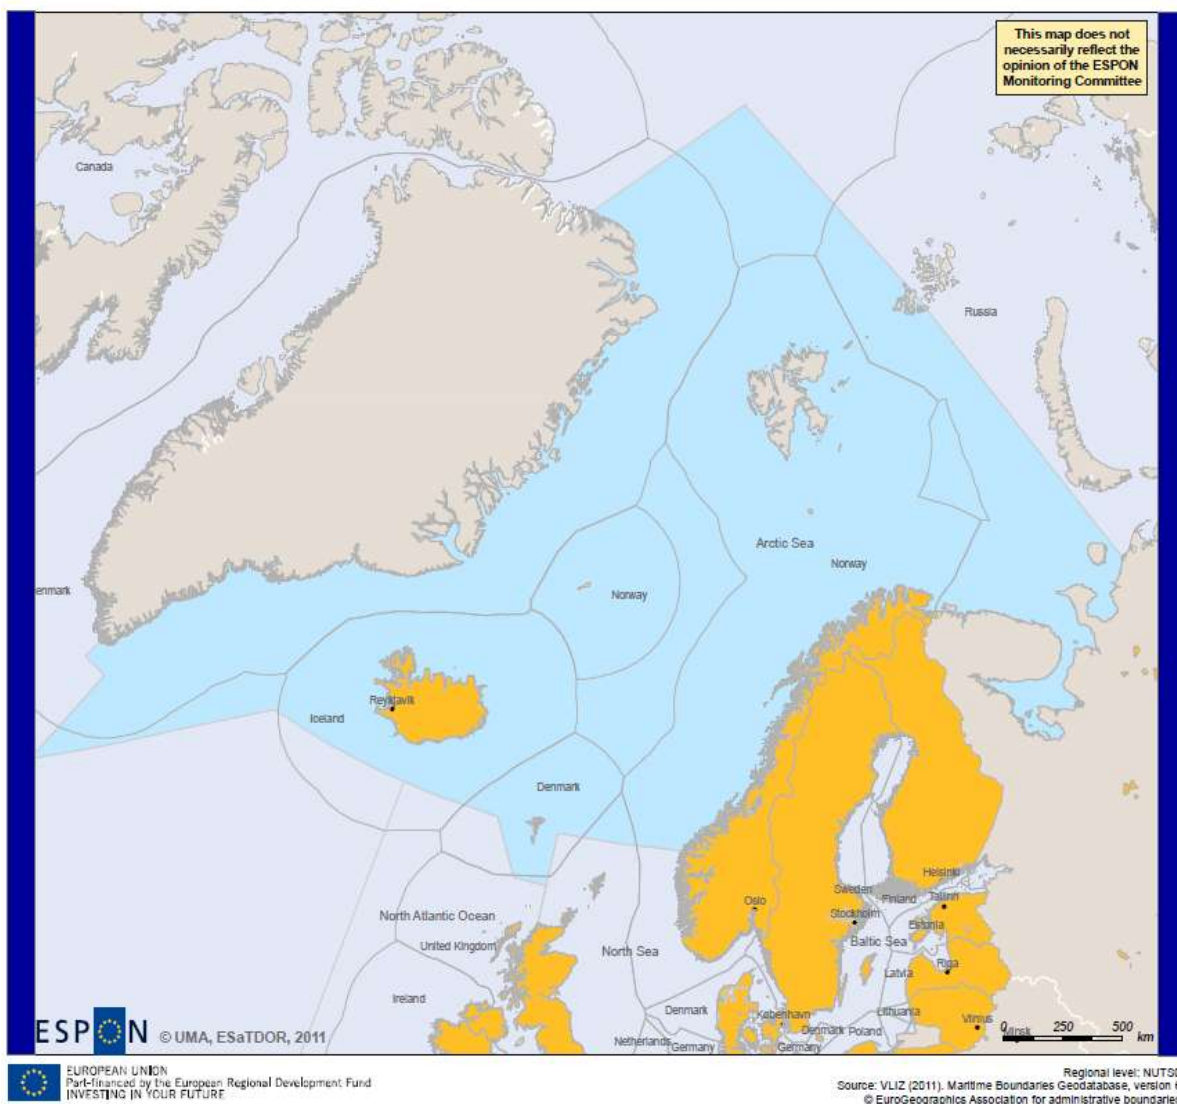 This map does not
necessarily reflect the
opinion of the ESPON
Monitoring Committee
Canada
Russia
Arctic Sea
Norway
enmark
Norway
Reykjavik
Iceland
Denmark
Helsinki
Sweden
Finland
Tallinn
Oslo
Stockholm
Estonia
North Atlantic Ocean
United Kingdom
North Sea
Baltic Sea
Riga
Latvia
Ireland
Denmark
København
Lithuania
Vilnius
Denmark
Poland
Minsk
Netherlands
Germany
Germany
0 250 500
km
ESPON © UMA, ESaTDOR, 2011
EUROPEAN UNION
Part-financed by the European Regional Development Fund
INVESTING IN YOUR FUTURE
Regional level: NUTS0
Source: VLIZ (2011). Maritime Boundaries Geodatabase, version 6
© EuroGeographics Association for administrative boundaries